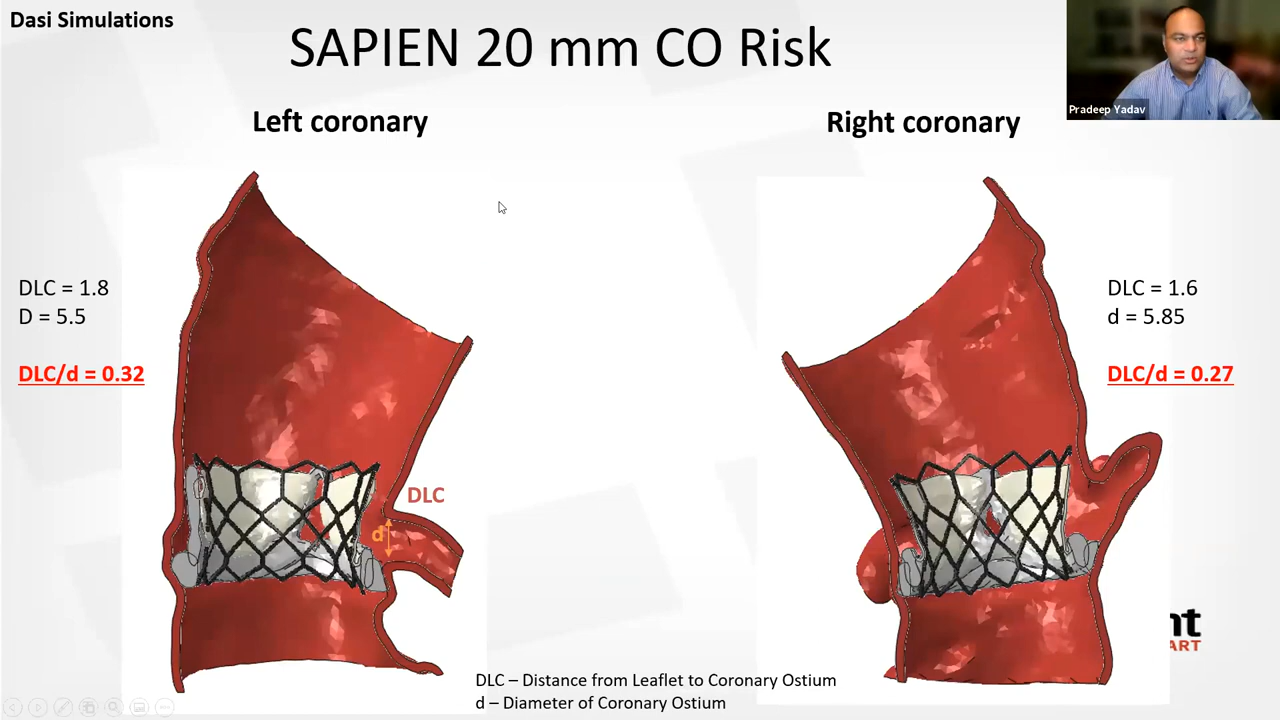 Dasi Simulations
SAPIEN 20 mm CO Risk
Pradeep Yadav
Left coronary
Right coronary
DLC = 1.8
D = 5.5
DLC/d = 0.32
DLC = 1.6
d = 5.85
DLC/d = 0.27
DLC
d
nt
ART
DLC – Distance from Leaflet to Coronary Ostium
d – Diameter of Coronary Ostium